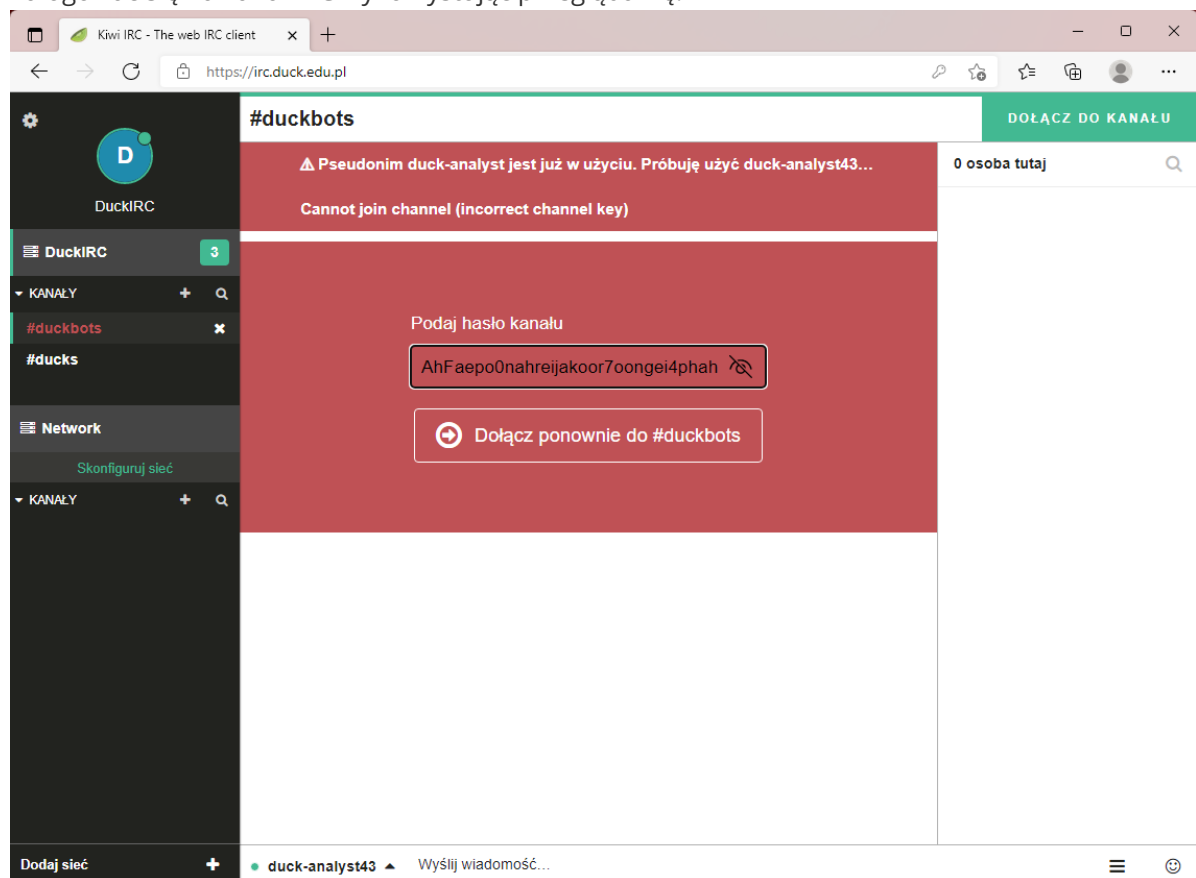 Kiwi IRC - The web IRC client
https://irc.duck.edu.pl
#duckbots
DOŁĄCZ DO KANAŁU
D
DuckIRC
Pseudonim duck-analyst jest już w użyciu. Próbuję użyć duck-analyst43...
Cannot join channel (incorrect channel key)
0 osoba tutaj
DuckIRC
3
KANAŁY
#duckbots
#ducks
Network
Skonfiguruj sieć
KANAŁY
Podaj hasło kanału
AhFaepo0nahreijakoor7oongei4phah
Dołącz ponownie do #duckbots
Dodaj sieć
duck-analyst43
Wyślij wiadomość...